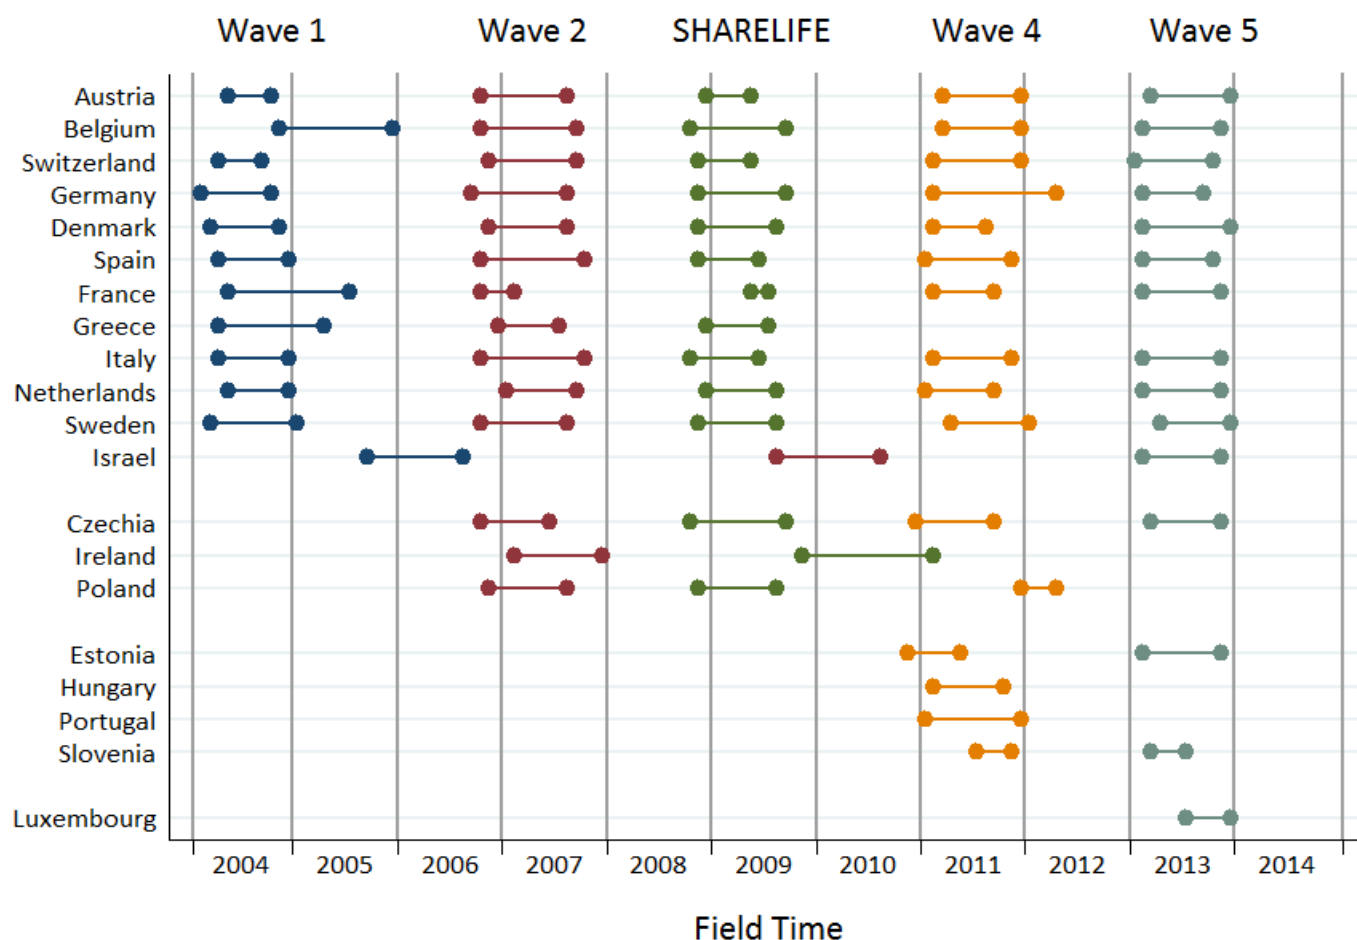 Wave 1 Wave 2 SHARELIFE Wave 4 Wave 5
Austria
Belgium
Switzerland
Germany
Denmark
Spain
France
Greece
Italy
Netherlands
Sweden
Israel
Czechia
Ireland
Poland
Estonia
Hungary
Portugal
Slovenia
Luxembourg
2004 2005 2006 2007 2008 2009 2010 2011 2012 2013 2014
Field Time